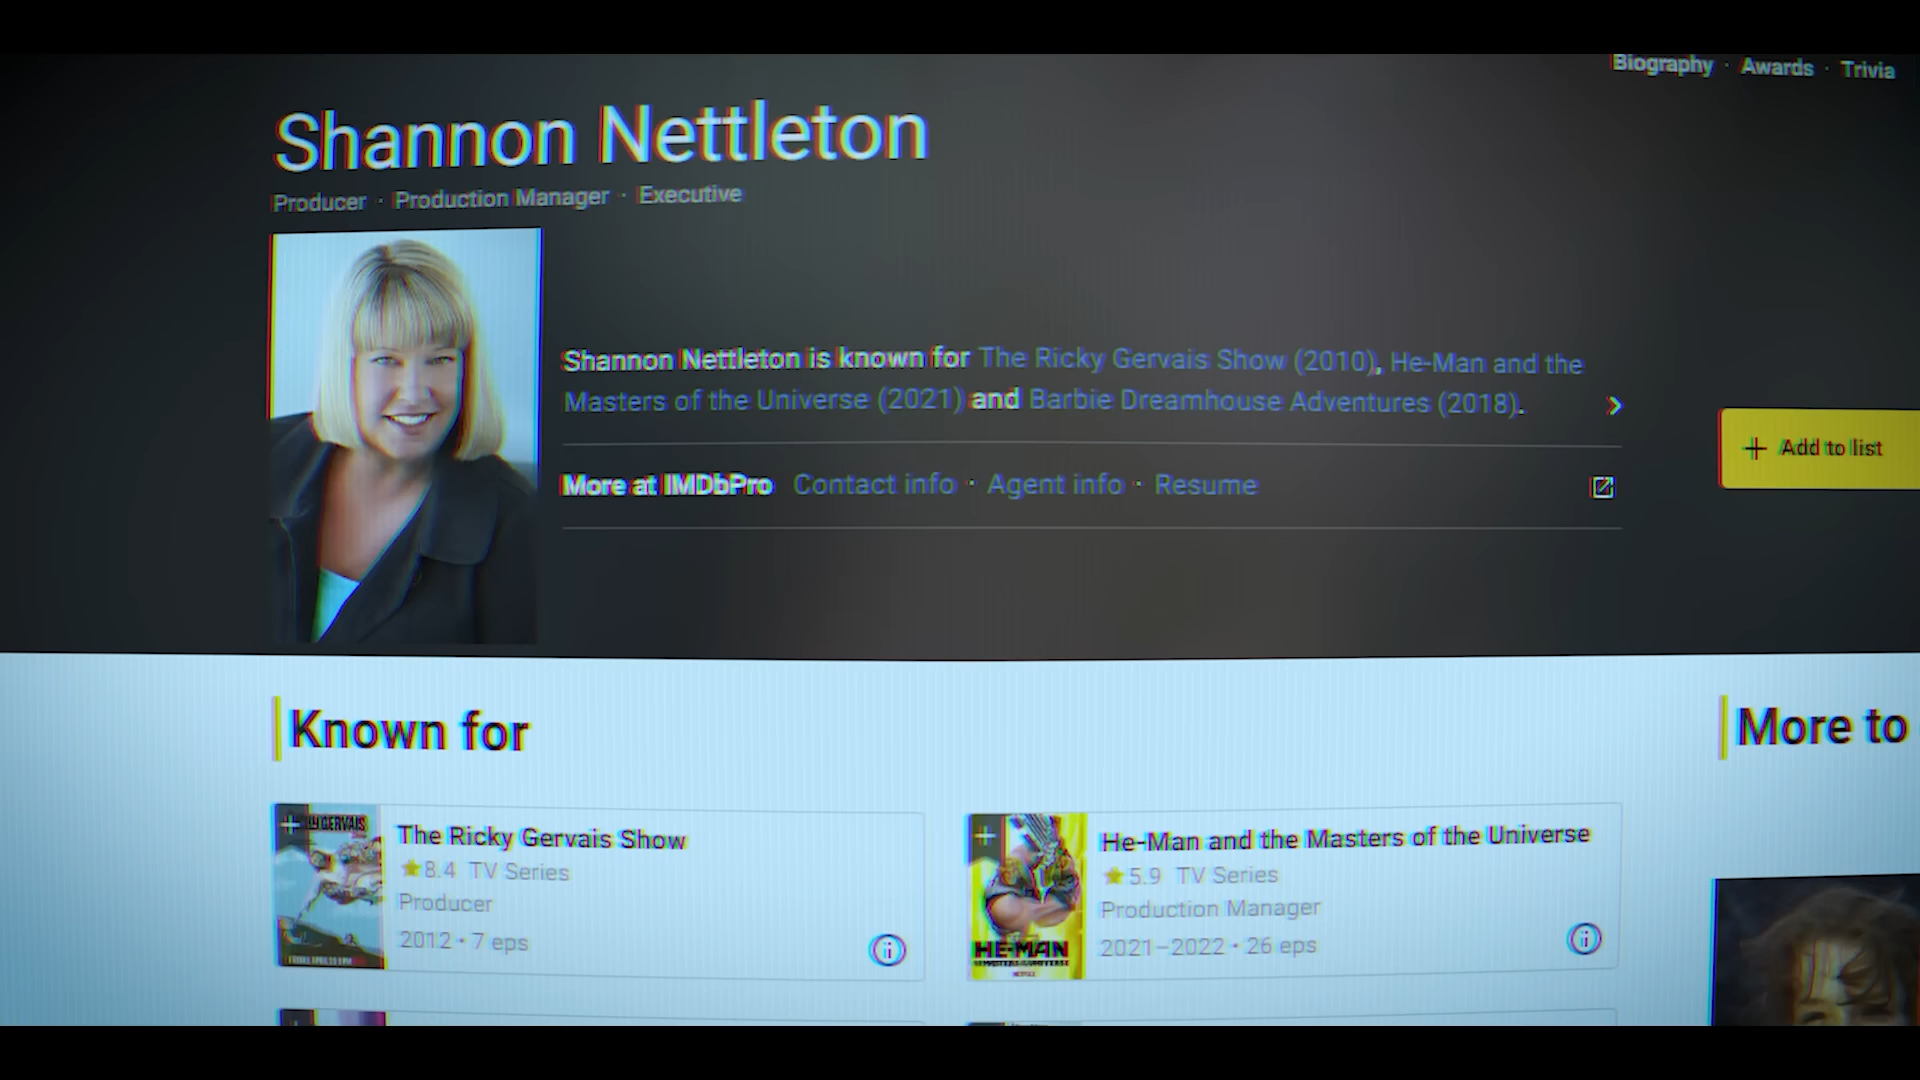 Biography · Awards · Trivia
Shannon Nettleton
Producer · Production Manager · Executive
Shannon Nettleton is known for The Ricky Gervais Show (2010), He-Man and the
Masters of the Universe (2021) and Barbie Dreamhouse Adventures (2018).
+ Add to list
More at IMDbPro Contact info · Agent info · Resume
Known for
More to
GERVAIS
The Ricky Gervais Show
8.4 TV Series
Producer
2012 • 7 eps
He-Man and the Masters of the Universe
5.9 TV Series
Production Manager
2021–2022 • 26 eps
HE-MAN